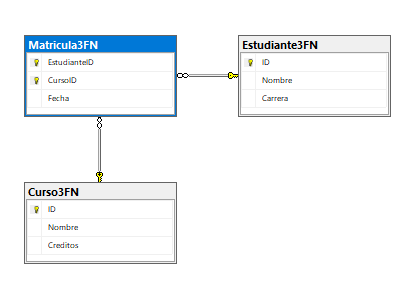 Matricula3FN
EstudianteID
CursoID
Fecha
Estudiante3FN
ID
Nombre
Carrera
Curso3FN
ID
Nombre
Creditos